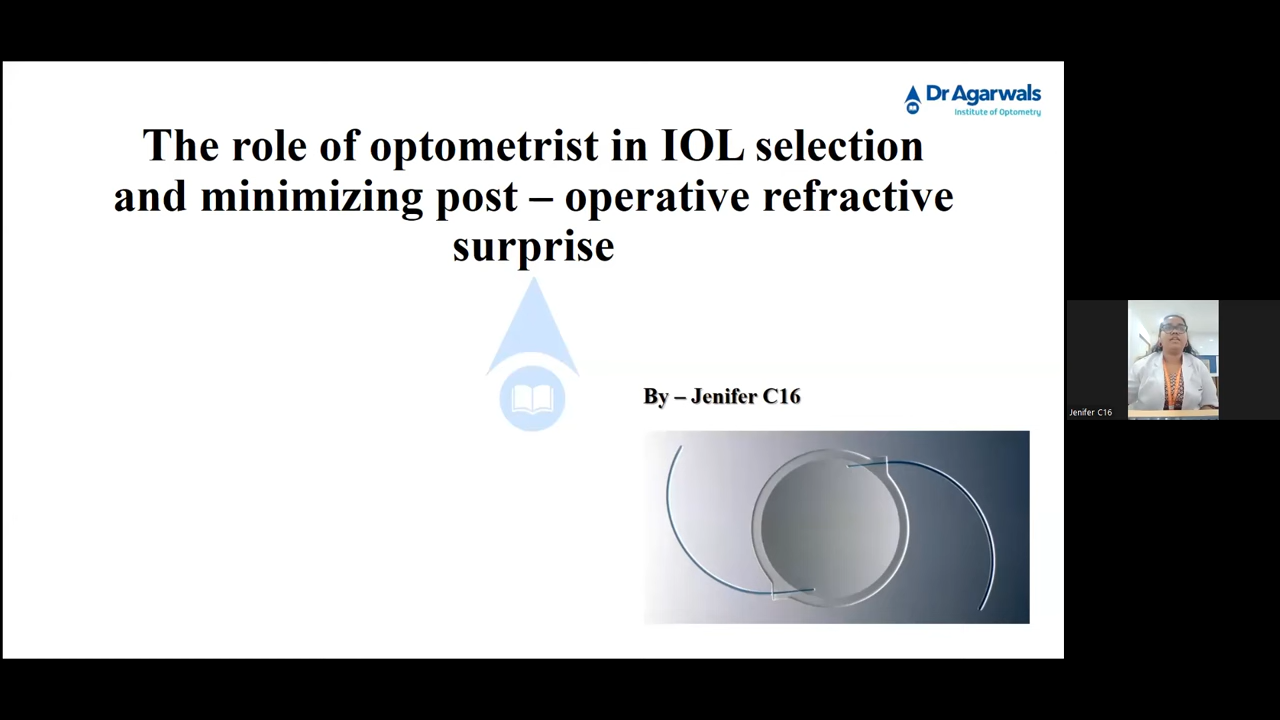 Dr Agarwals
Institute of Optometry
The role of optometrist in IOL selection
and minimizing post – operative refractive
surprise
By – Jenifer C16
Jenifer C16